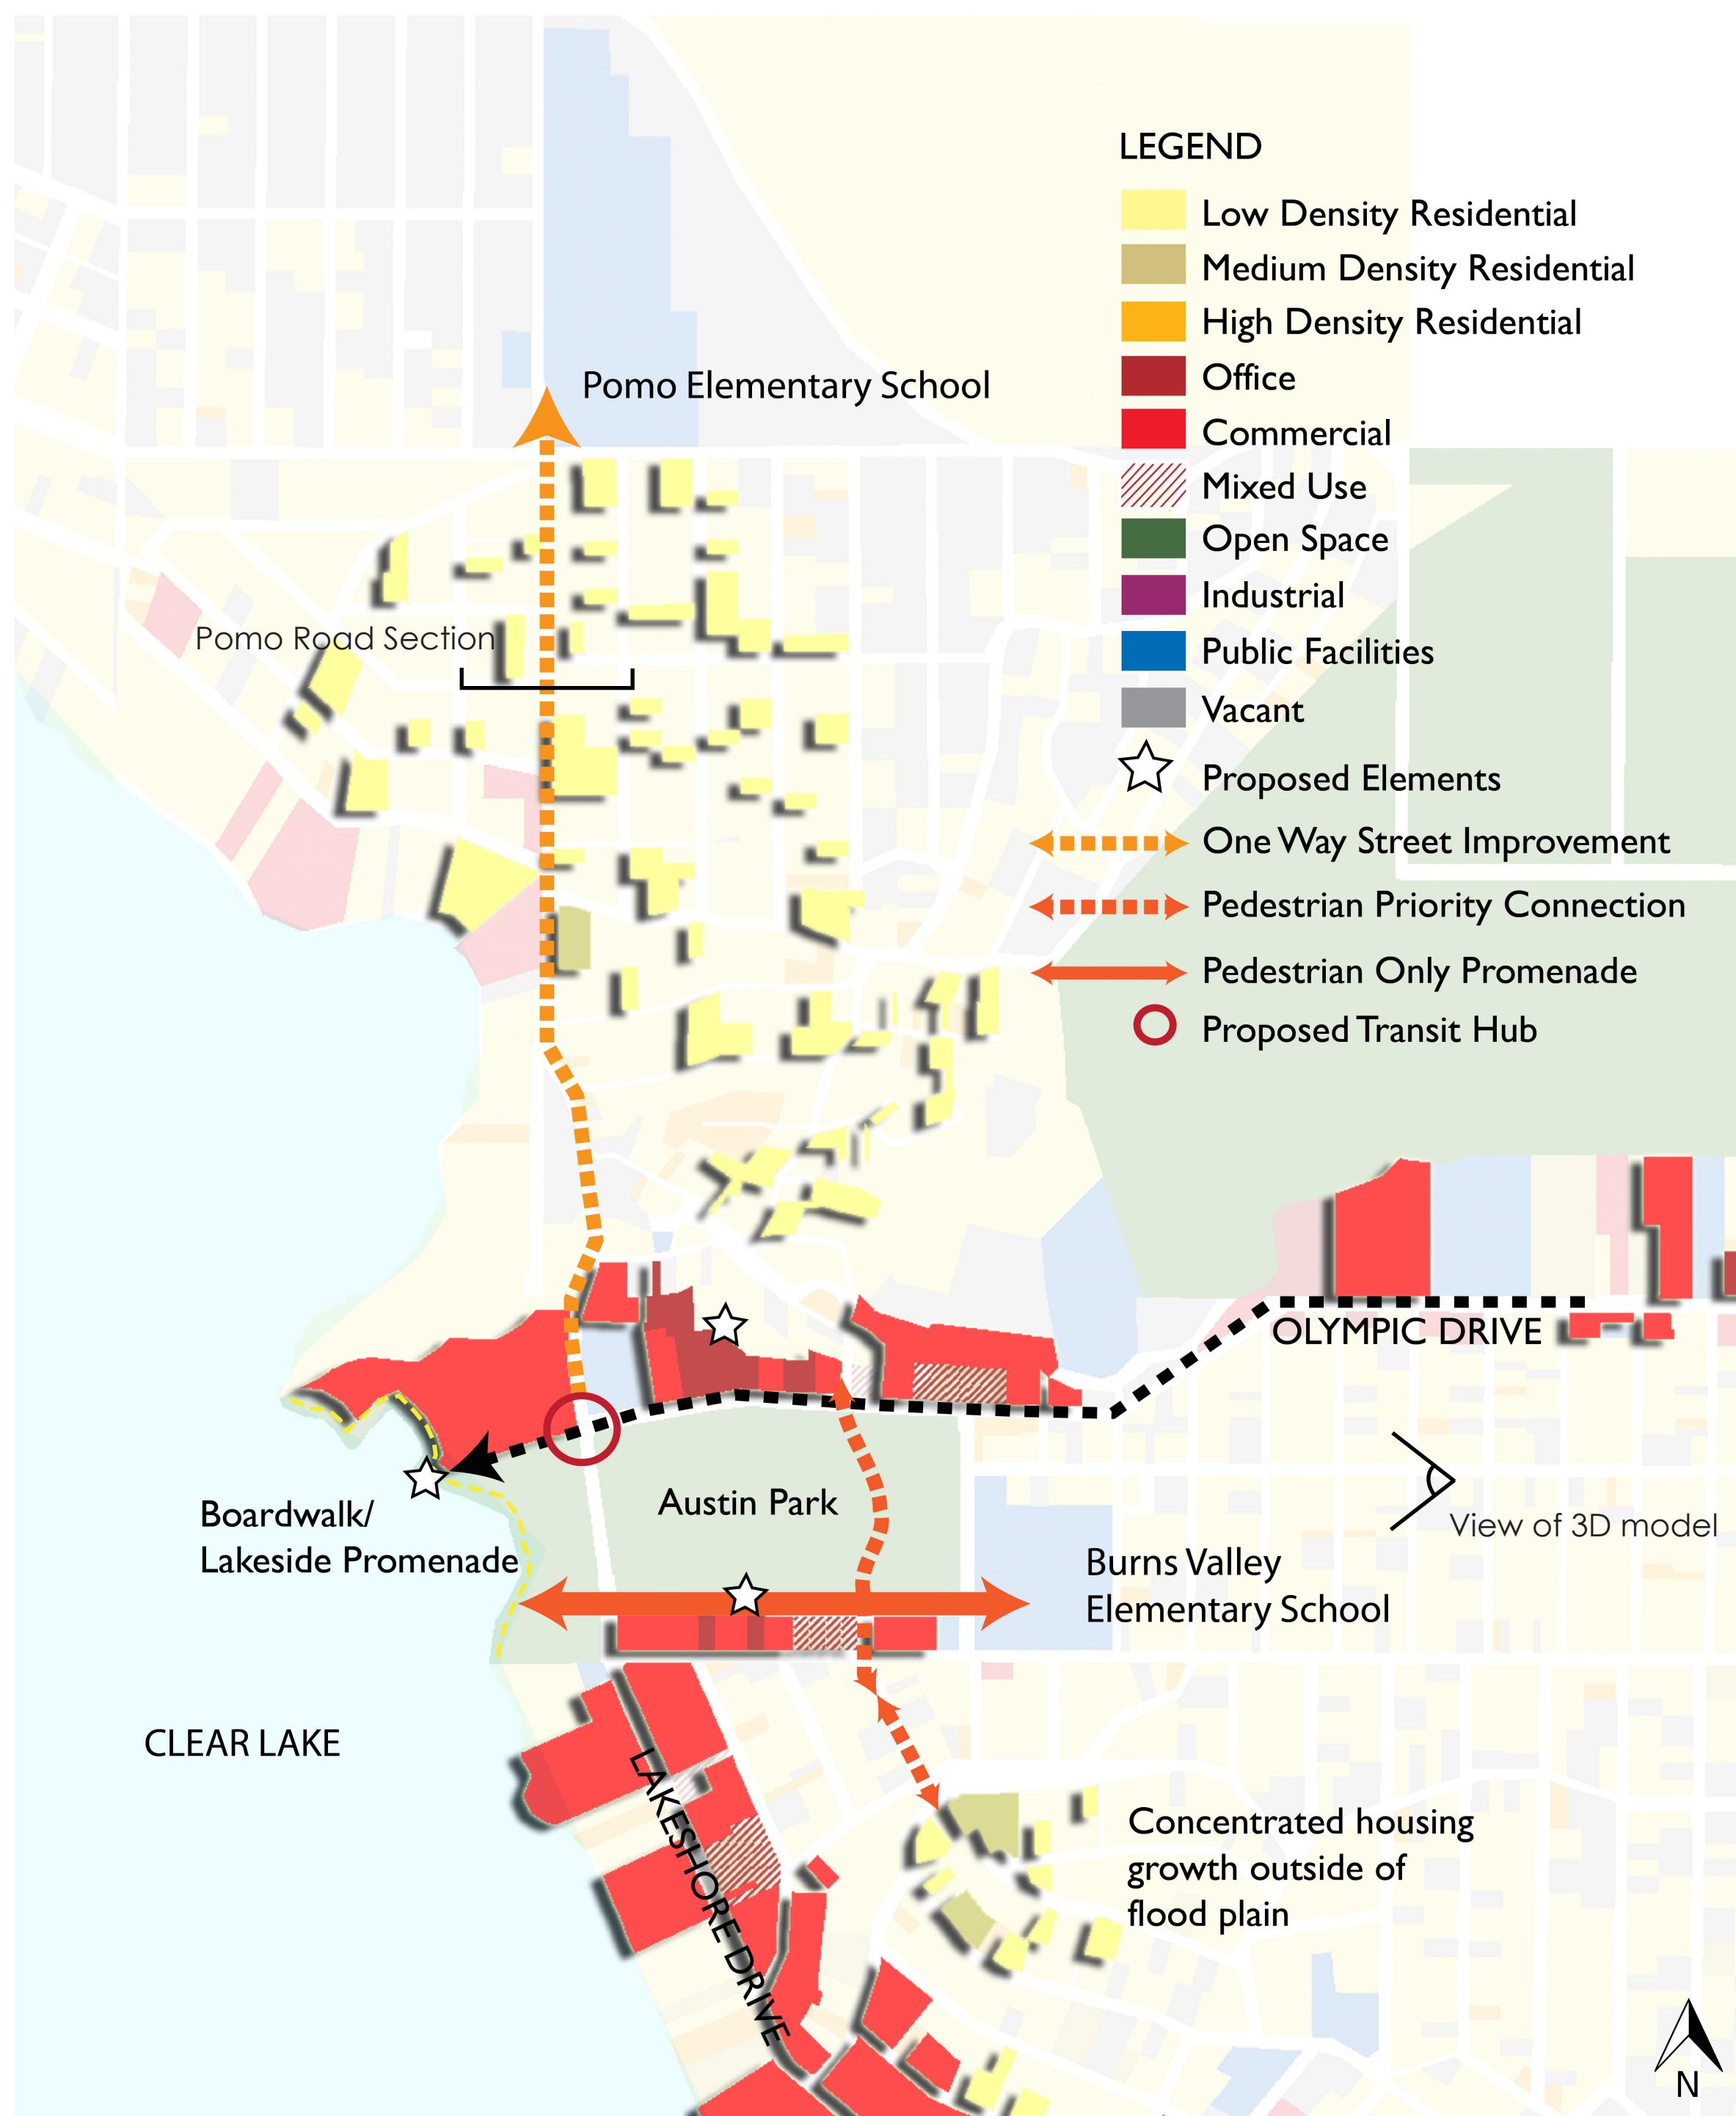 LEGEND
Low Density Residential
Medium Density Residential
High Density Residential
Office
Commercial
Mixed Use
Open Space
Industrial
Public Facilities
Vacant
Proposed Elements
One Way Street Improvement
Pedestrian Priority Connection
Pedestrian Only Promenade
Proposed Transit Hub
Pomo Elementary School
Pomo Road Section
OLYMPIC DRIVE
Austin Park
View of 3D model
Boardwalk/
Lakeside Promenade
Burns Valley
Elementary School
CLEAR LAKE
LAKESHORE DRIVE
Concentrated housing
growth outside of
flood plain
N